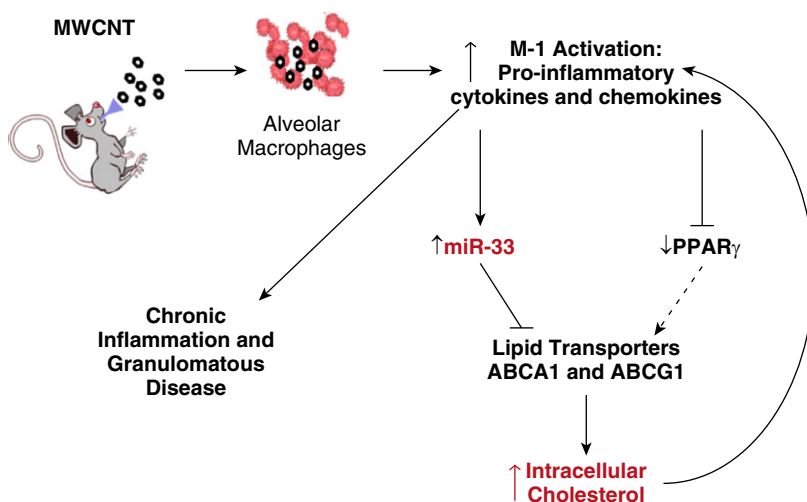 MWCNT
Alveolar
Macrophages
↑ M-1 Activation:
Pro-inflammatory
cytokines and chemokines
↑miR-33
↓PPARγ
Chronic
Inflammation and
Granulomatous
Disease
Lipid Transporters
ABCA1 and ABCG1
↑ Intracellular
Cholesterol